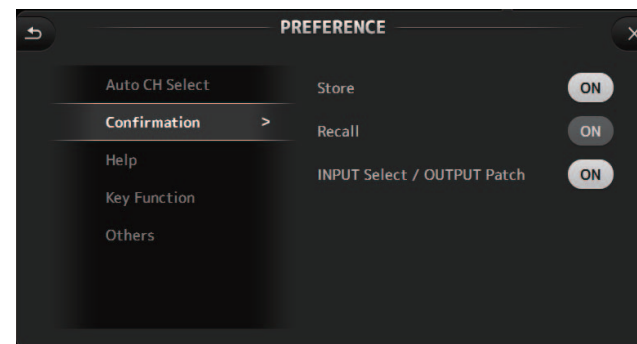 PREFERENCE
Auto CH Select
Confirmation >
Help
Key Function
Others
Store ON
Recall ON
INPUT Select / OUTPUT Patch ON